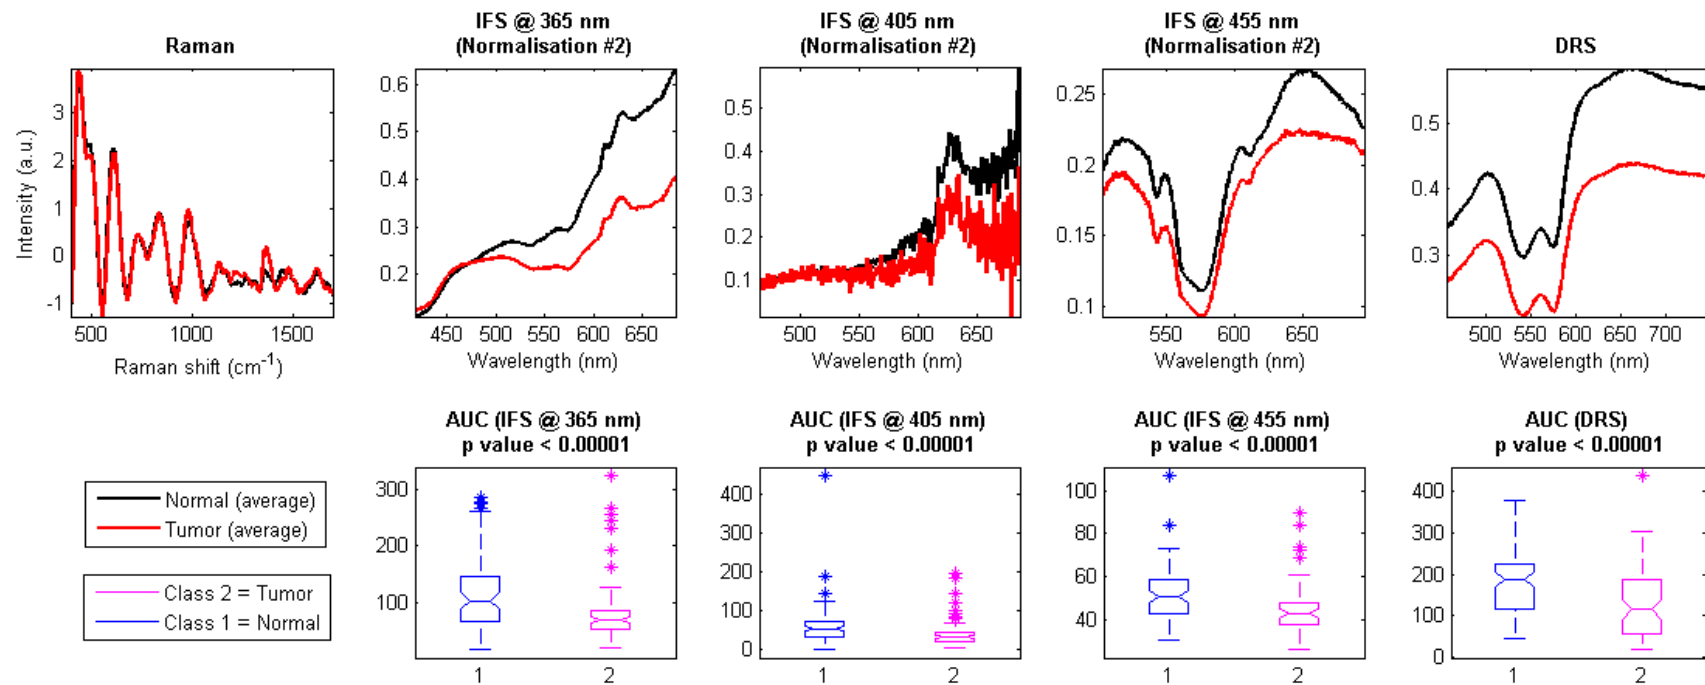 Raman
IFS @ 365 nm
(Normalisation #2)
IFS @ 405 nm
(Normalisation #2)
IFS @ 455 nm
(Normalisation #2)
DRS
Intensity (a.u.)
3
2
1
0
-1
500 1000 1500
Raman shift (cm-1)
0.6
0.5
0.4
0.3
0.2
450 500 550 600 650
Wavelength (nm)
0.5
0.4
0.3
0.2
0.1
500 550 600 650
Wavelength (nm)
0.25
0.2
0.15
0.1
550 600 650
Wavelength (nm)
0.5
0.4
0.3
500 550 600 650 700
Wavelength (nm)
Normal (average)
Tumor (average)
Class 2 = Tumor
Class 1 = Normal
AUC (IFS @ 365 nm)
p value < 0.00001
300
200
100
1 2
AUC (IFS @ 405 nm)
p value < 0.00001
400
300
200
100
0
1 2
AUC (IFS @ 455 nm)
p value < 0.00001
100
80
60
40
1 2
AUC (DRS)
p value < 0.00001
400
300
200
100
0
1 2